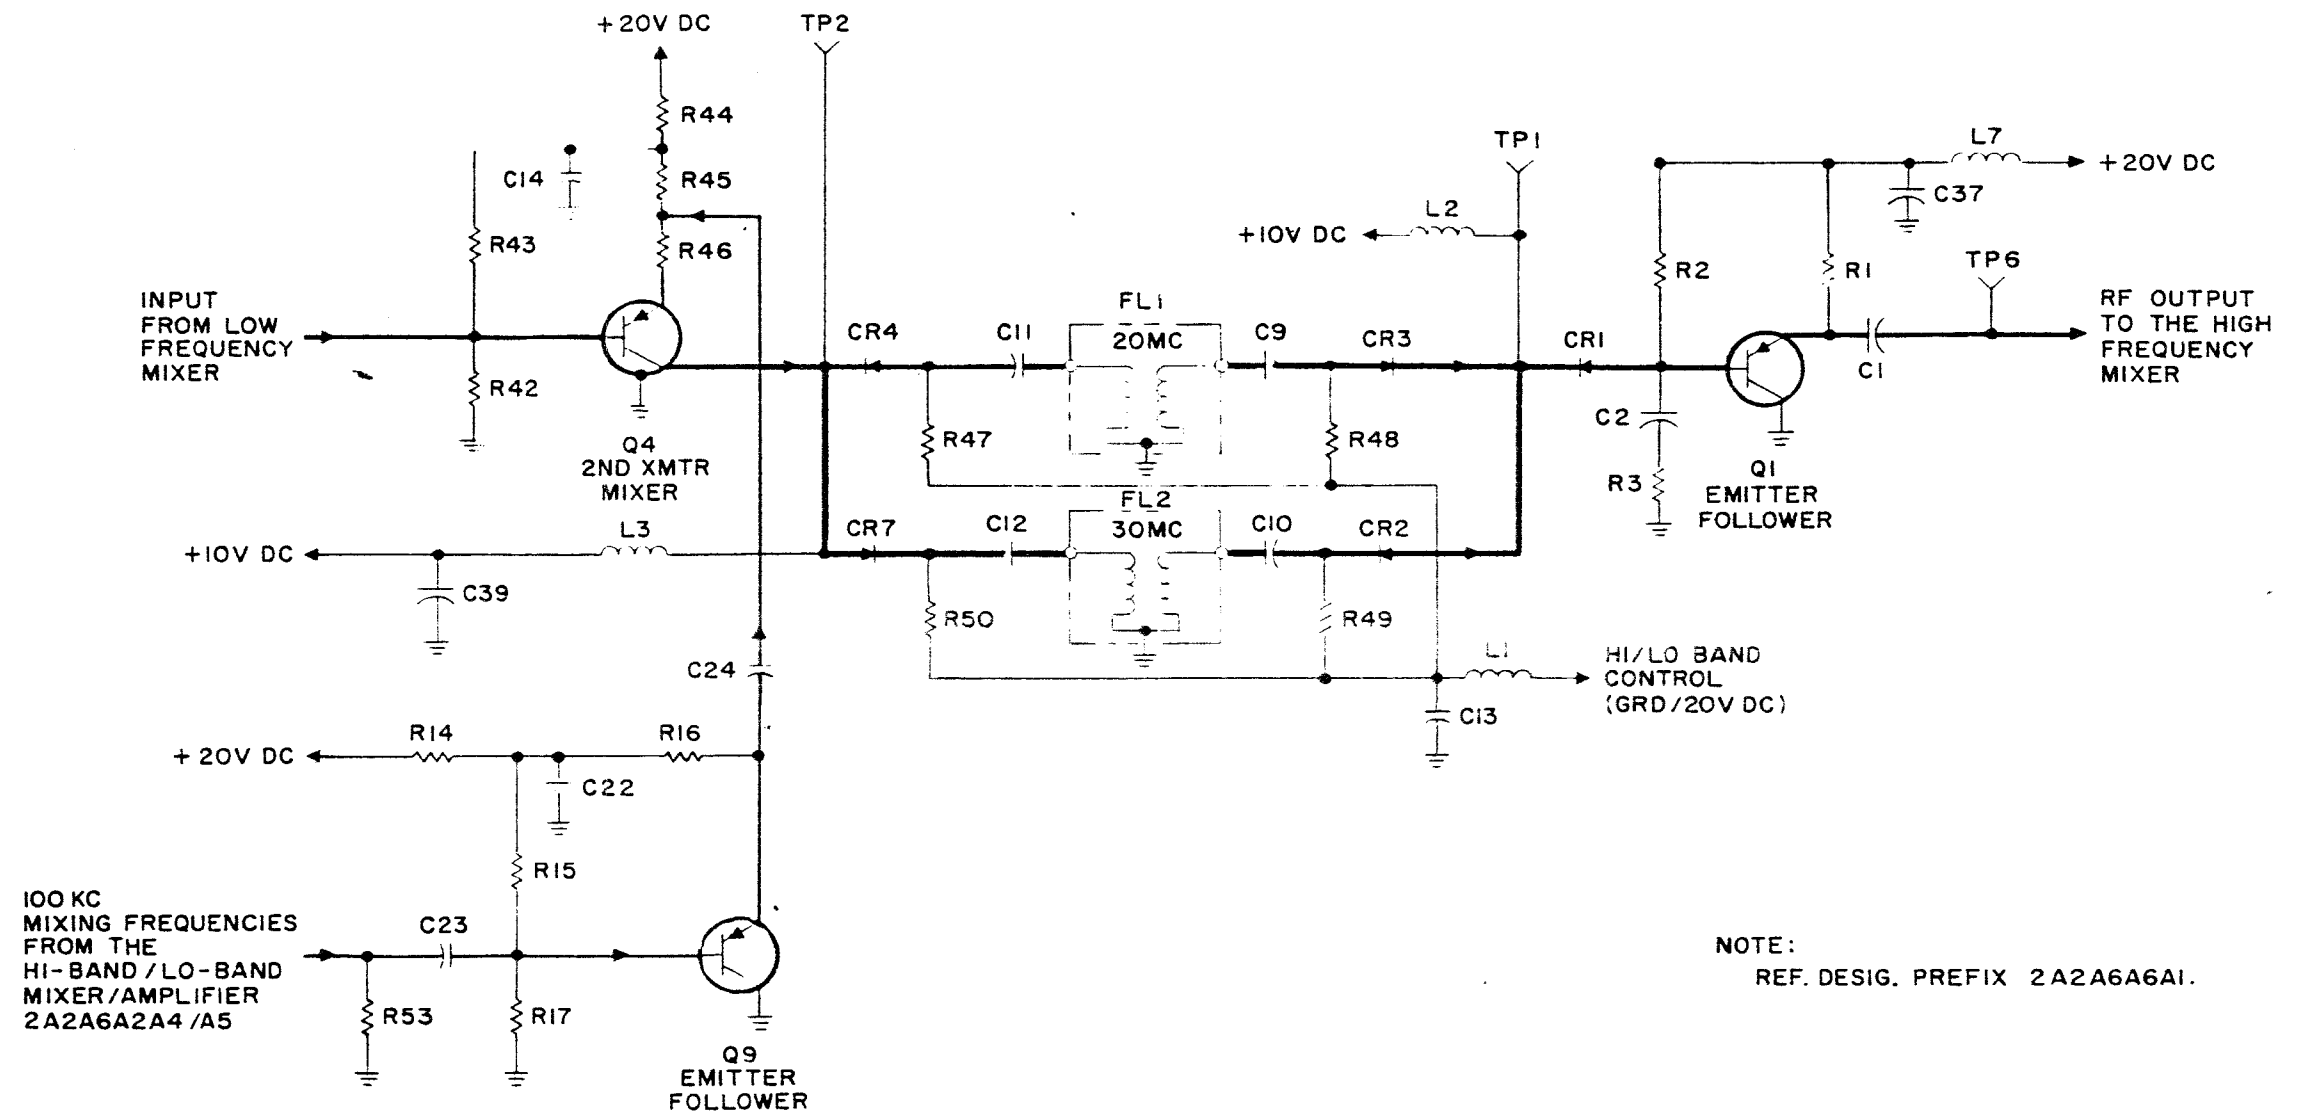 +20V DC
TP2
R44
C14
R45
R43
R46
INPUT
FROM LOW
FREQUENCY
MIXER
R42
Q4
2ND XMTR
MIXER
CR4
C11
FL1
20MC
C9
CR3
R47
R48
TP1
L2
+10V DC
CR1
R2
R1
L7
+20V DC
C37
TP6
RF OUTPUT
TO THE HIGH
FREQUENCY
MIXER
C1
C2
R3
Q1
EMITTER
FOLLOWER
+10V DC
L3
C39
CR7
C12
FL2
30MC
C10
CR2
R50
R49
L1
HI/LO BAND
CONTROL
(GRD/20V DC)
C13
C24
+20V DC
R14
R16
C22
R15
100 KC
MIXING FREQUENCIES
FROM THE
HI-BAND/LO-BAND
MIXER/AMPLIFIER
2A2A6A2A4/A5
C23
R53
R17
Q9
EMITTER
FOLLOWER
NOTE:
REF. DESIG. PREFIX 2A2A6A6A1.